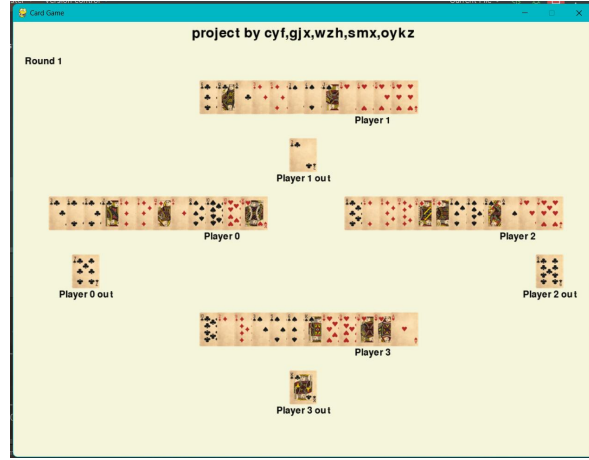 Card Game
project by cyf,gjx,wzh,smx,oykz
Round 1
Player 1
Player 1 out
Player 0
Player 2
Player 0 out
Player 2 out
Player 3
Player 3 out